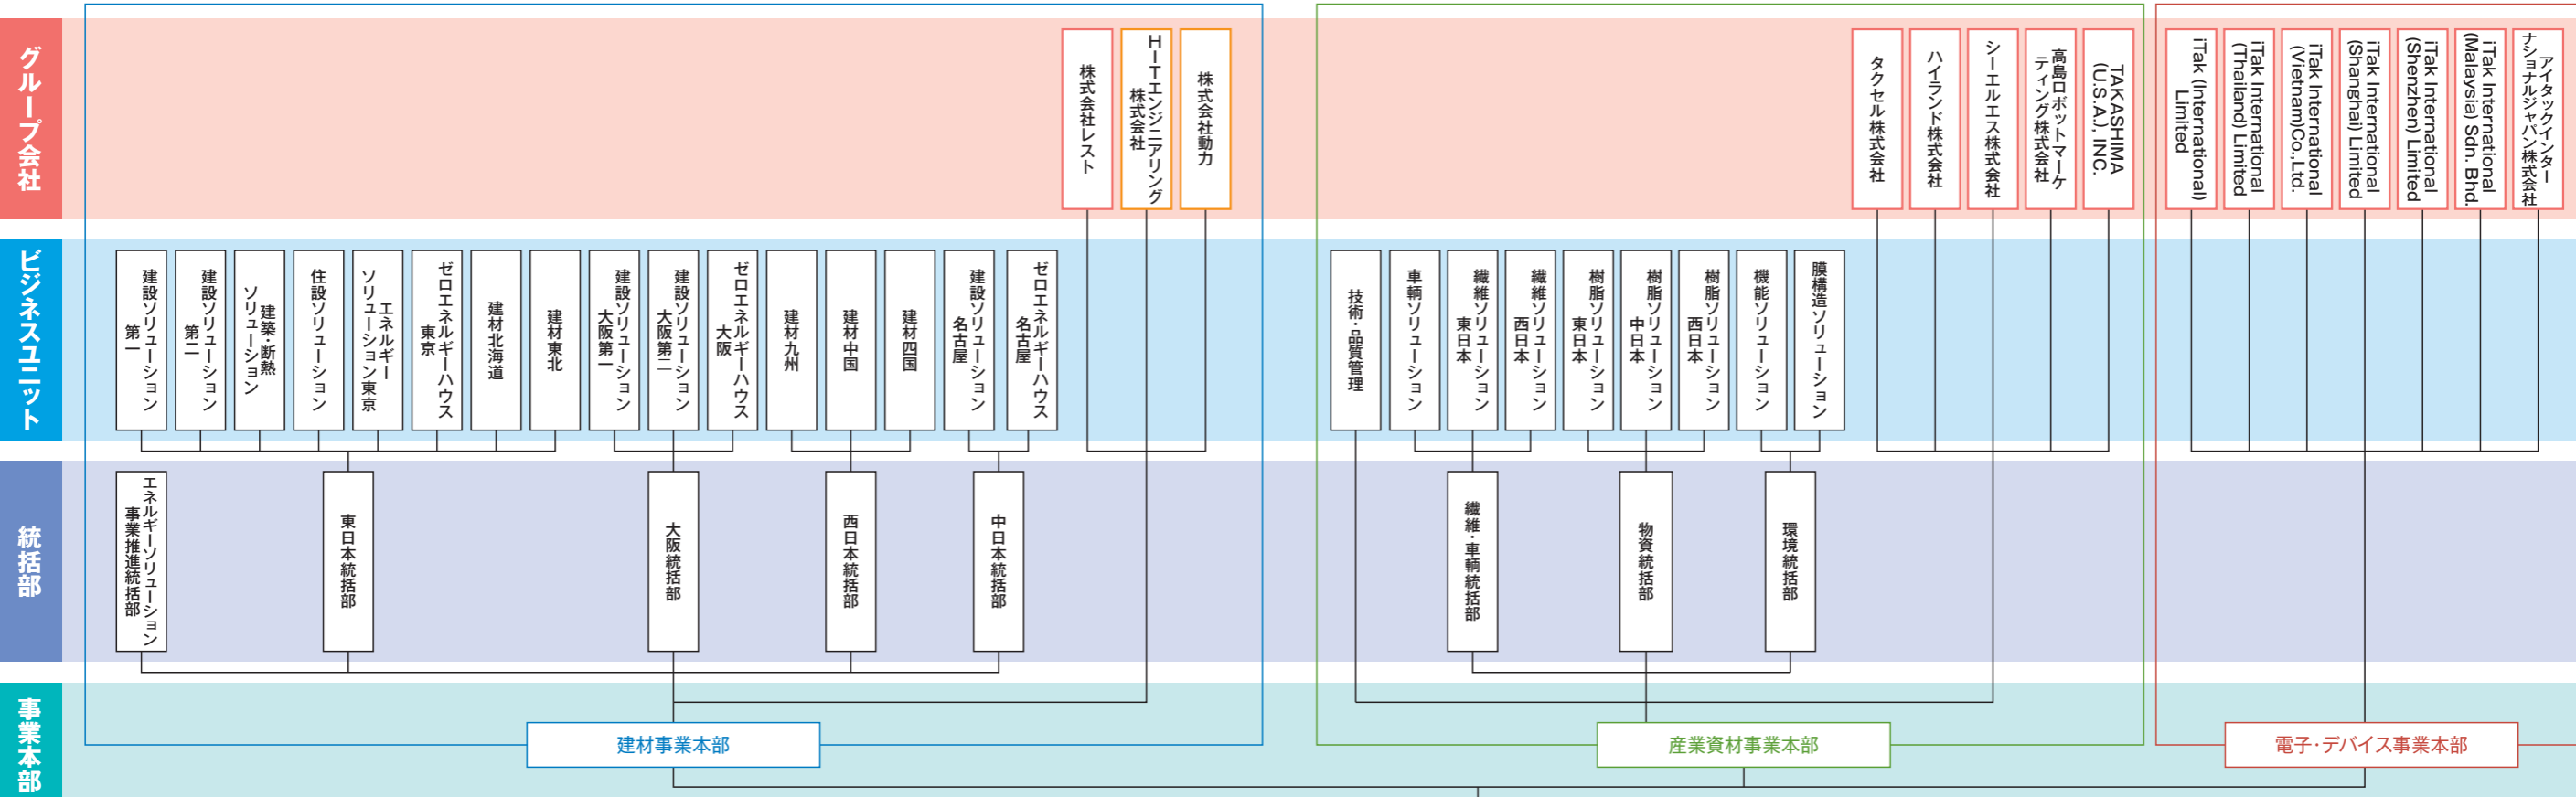 グループ会社
株式会社レスト
HITエンジニアリング
株式会社
株式会社動力
タクセル株式会社
ハイランド株式会社
シーエルエス株式会社
高島ロボットマーケ
ティング株式会社
TAKASHIMA
(U.S.A.), INC.
iTak (International)
Limited
iTak International
(Thailand) Limited
iTak International
(Vietnam)Co.,Ltd.
iTak International
(Shanghai) Limited
iTak International
(Shenzhen) Limited
iTak International
(Malaysia) Sdn. Bhd.
アイタックインター
ナショナルジャパン株式会社
ビジネスユニット
建設ソリューション
第一
建設ソリューション
第二
建築・断熱
ソリューション
住設ソリューション
エネルギー
ソリューション東京
ゼロエネルギーハウス
東京
建材北海道
建材東北
建設ソリューション
大阪第一
建設ソリューション
大阪第二
ゼロエネルギーハウス
大阪
建材九州
建材中国
建材四国
建設ソリューション
名古屋
ゼロエネルギーハウス
名古屋
技術・品質管理
車輌ソリューション
繊維ソリューション
東日本
繊維ソリューション
西日本
樹脂ソリューション
東日本
樹脂ソリューション
中日本
樹脂ソリューション
西日本
機能ソリューション
膜構造ソリューション
統括部
エネルギーソリューション
事業推進統括部
東日本統括部
大阪統括部
西日本統括部
中日本統括部
繊維・車輌統括部
物資統括部
環境統括部
事業本部
建材事業本部
産業資材事業本部
電子・デバイス事業本部